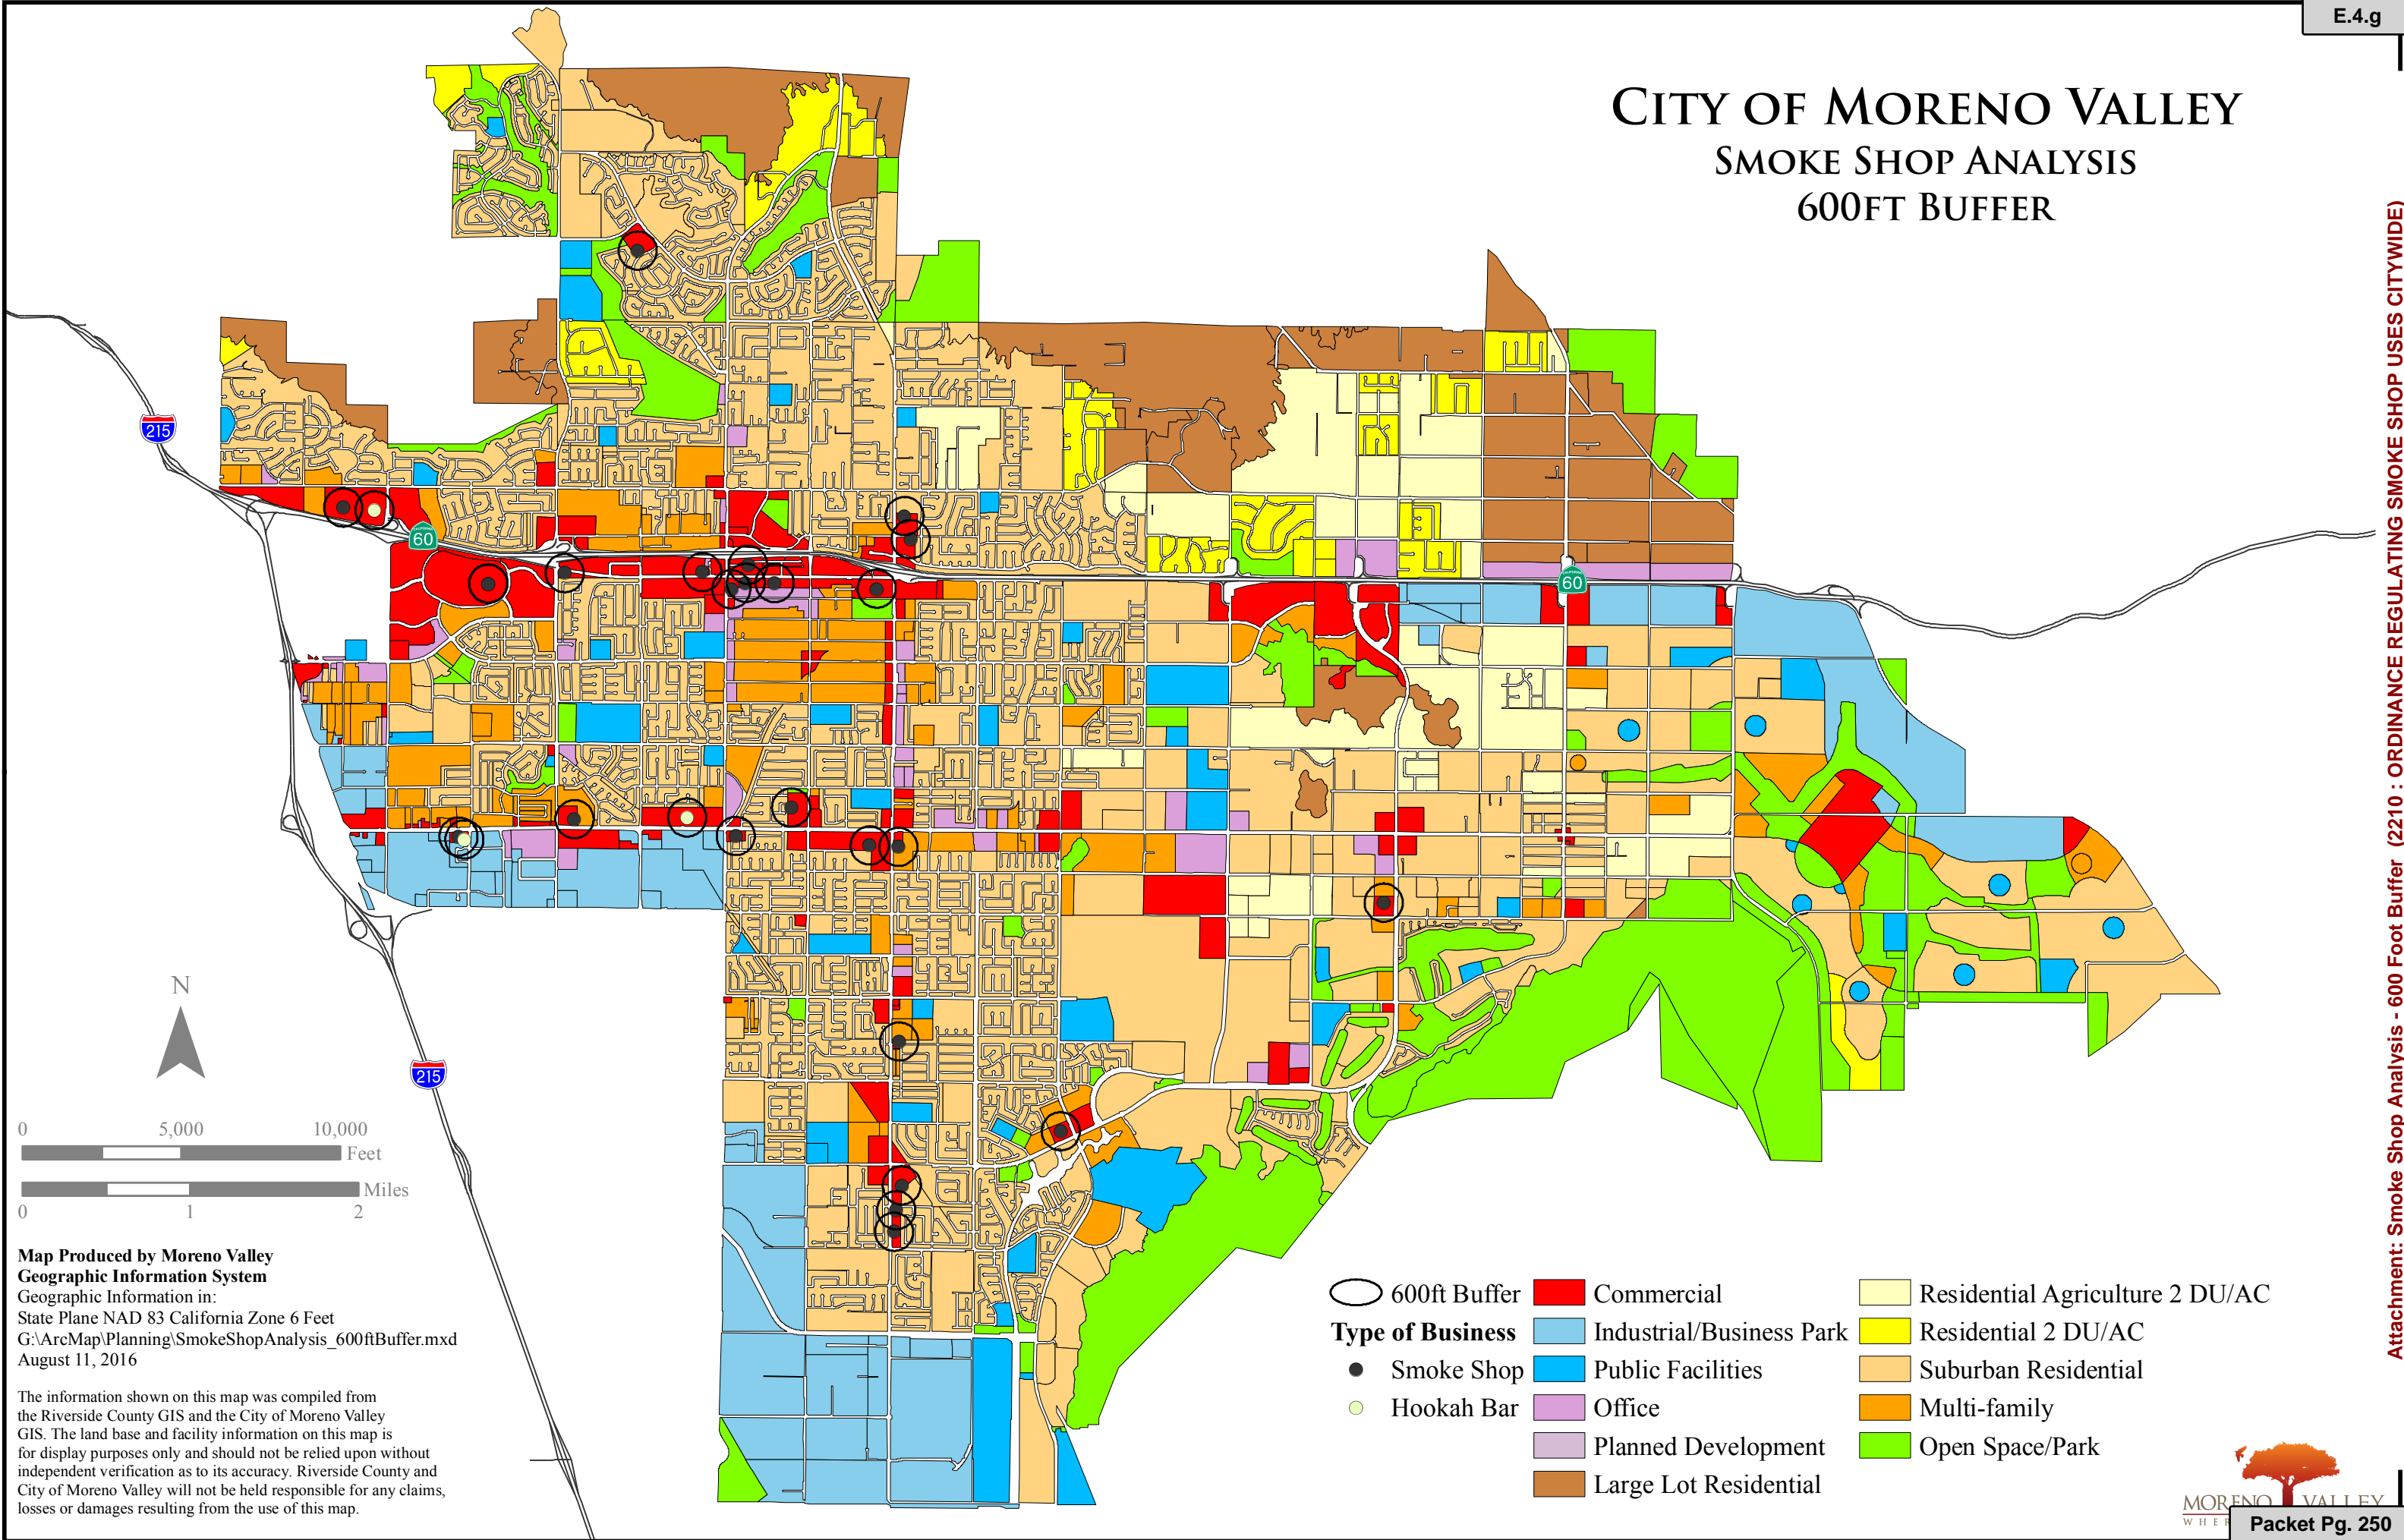 E.4.g
City of Moreno Valley
Smoke Shop Analysis
600ft Buffer
Attachment: Smoke Shop Analysis - 600 Foot Buffer (2210 : ORDINANCE REGULATING SMSOKE SHOP USES CITYWIDE)
215
60
60
215
N
0 5,000 10,000
Feet
Miles
0 1 2
Map Produced by Moreno Valley
Geographic Information System
Geographic Information in:
State Plane NAD 83 California Zone 6 Feet
G:\ArcMap\Planning\SmokeShopAnalysis_600ftBuffer.mxd
August 11, 2016
The information shown on this map was compiled from
the Riverside County GIS and the City of Moreno Valley
GIS. The land base and facility information on this map is
for display purposes only and should not be relied upon without
independent verification as to its accuracy. Riverside County and
City of Moreno Valley will not be held responsible for any claims,
losses or damages resulting from the use of this map.
600ft Buffer
Type of Business
Smoke Shop
Hookah Bar
Commercial
Industrial/Business Park
Public Facilities
Office
Planned Development
Large Lot Residential
Residential Agriculture 2 DU/AC
Residential 2 DU/AC
Suburban Residential
Multi-family
Open Space/Park
MORENO VALLEY
Packet Pg. 250